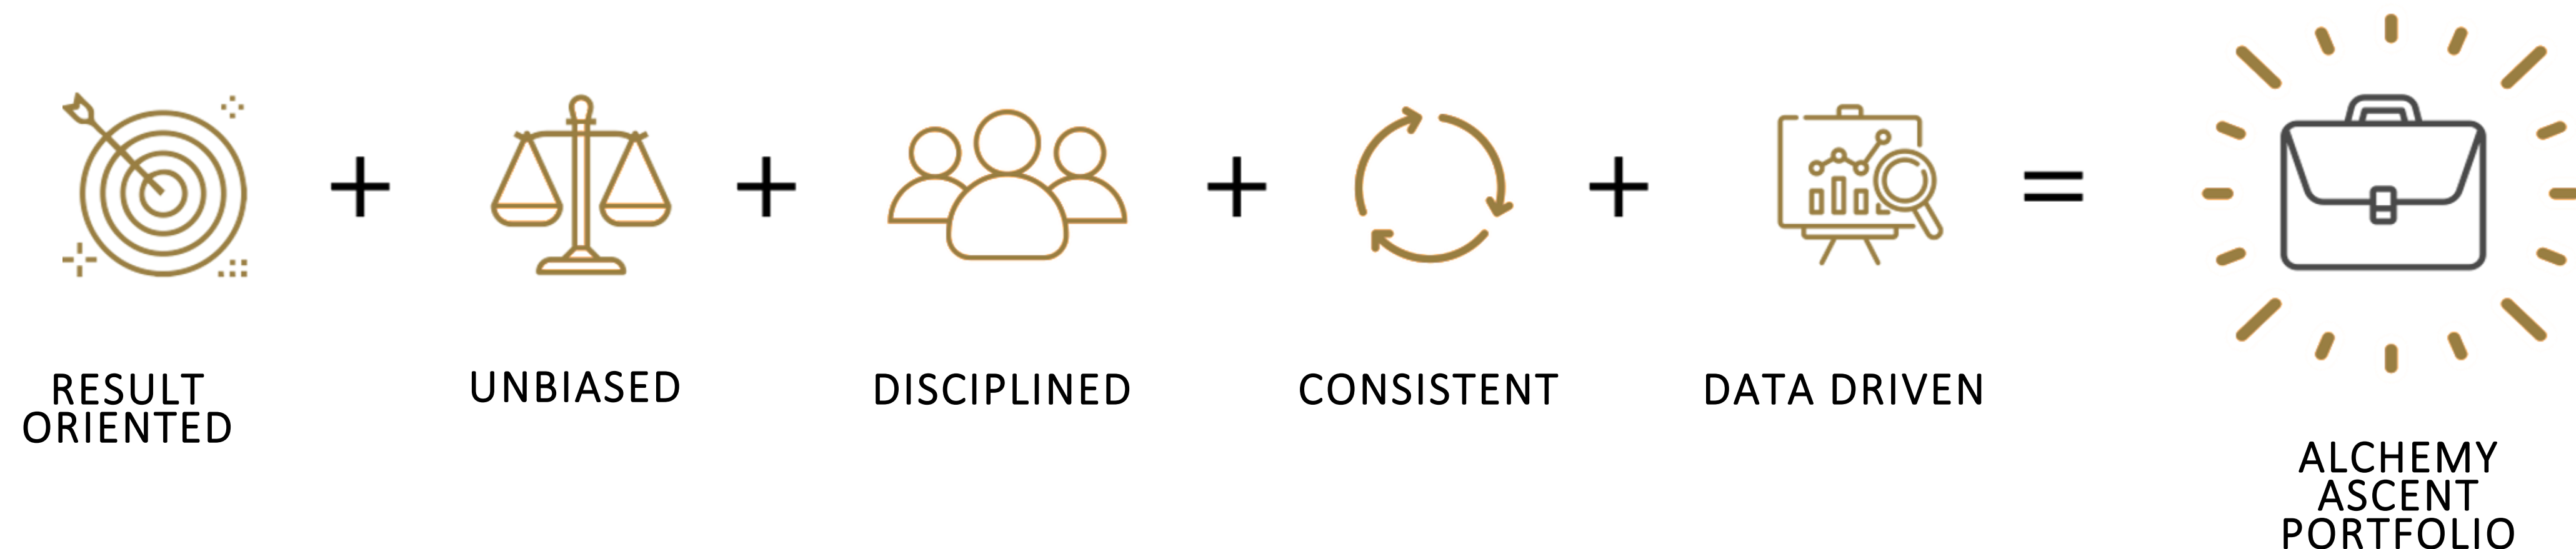 RESULT
ORIENTED
+
UNBIASED
+
DISCIPLINED
+
CONSISTENT
+
DATA DRIVEN
=
ALCHEMY
ASCENT
PORTFOLIO